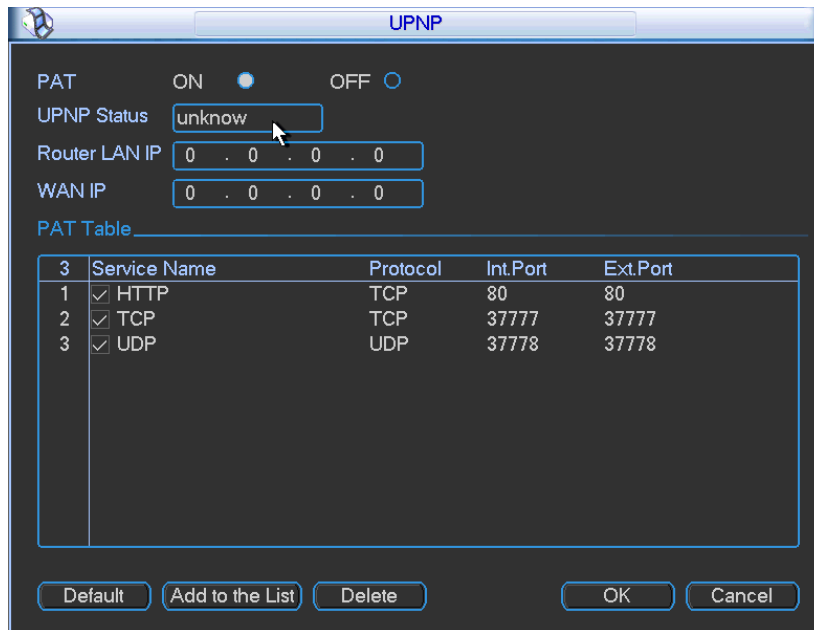 UPNP
PAT ON OFF
UPNP Status unknow
Router LAN IP 0 . 0 . 0 . 0
WAN IP 0 . 0 . 0 . 0
PAT Table
3 Service Name Protocol Int.Port Ext.Port
1 HTTP TCP 80 80
2 TCP TCP 37777 37777
3 UDP UDP 37778 37778
Default Add to the List Delete OK Cancel